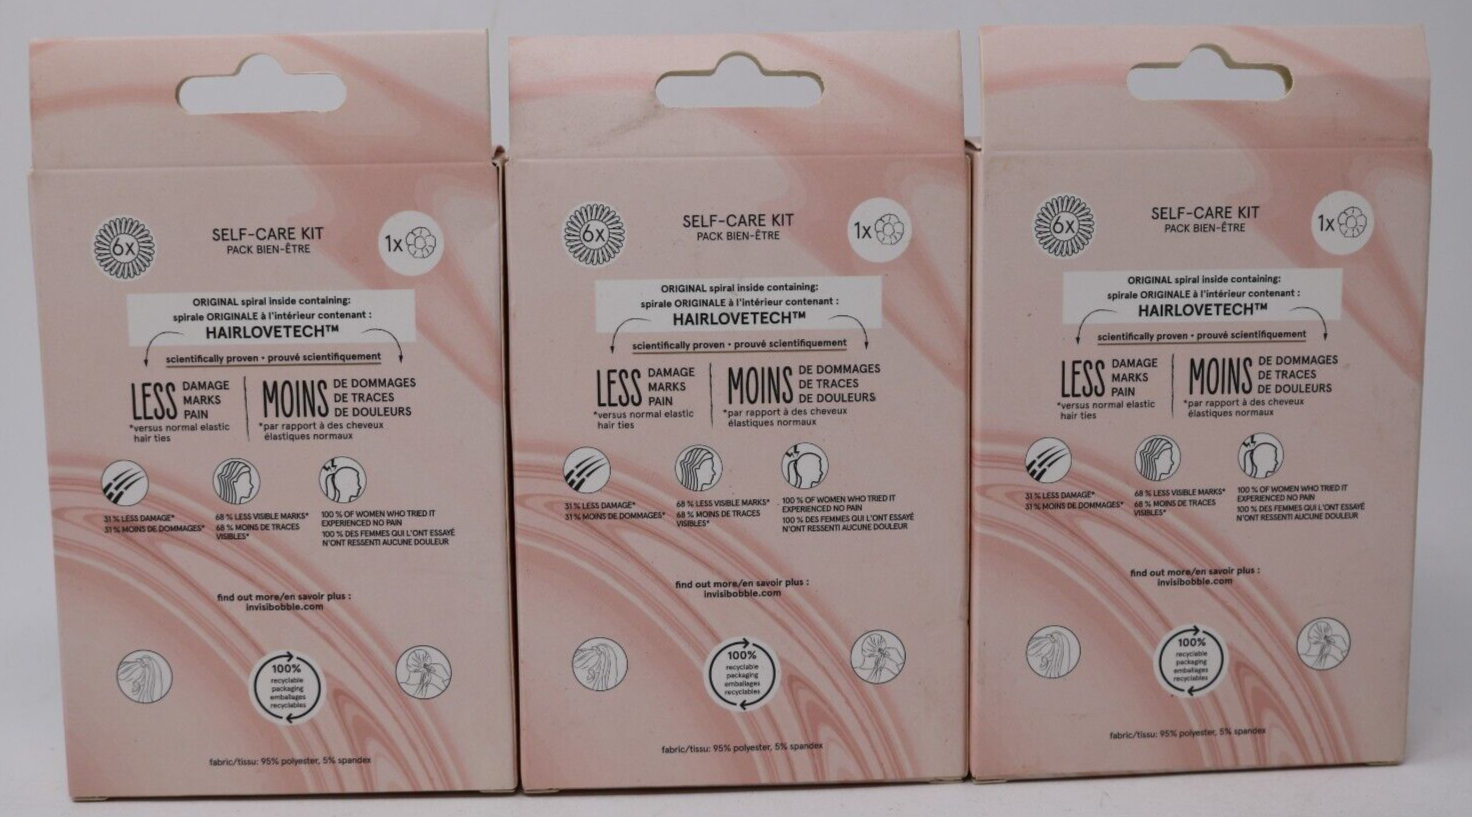 6x
SELF-CARE KIT
PACK BIEN-ÊTRE
1x
ORIGINAL spiral inside containing:
spirale ORIGINALE à l'intérieur contenant :
HAIRLOVETECH™
scientifically proven • prouvé scientifiquement
LESS DAMAGE
MARKS
PAIN
*versus normal elastic
hair ties
MOINS DE DOMMAGES
DE TRACES
DE DOULEURS
*par rapport à des cheveux
élastiques normaux
31 % LESS DAMAGE*
31 % MOINS DE DOMMAGES*
68 % LESS VISIBLE MARKS*
68 % MOINS DE TRACES
VISIBLES*
100 % OF WOMEN WHO TRIED IT
EXPERIENCED NO PAIN
100 % DES FEMMES QUI L'ONT ESSAYÉ
N'ONT RESSENTI AUCUNE DOULEUR
find out more/en savoir plus :
invisibobble.com
100%
recyclable
packaging
emballages
recyclables
fabric/tissu: 95% polyester, 5% spandex
6x
SELF-CARE KIT
PACK BIEN-ÊTRE
1x
ORIGINAL spiral inside containing:
spirale ORIGINALE à l'intérieur contenant :
HAIRLOVETECH™
scientifically proven • prouvé scientifiquement
LESS DAMAGE
MARKS
PAIN
*versus normal elastic
hair ties
MOINS DE DOMMAGES
DE TRACES
DE DOULEURS
*par rapport à des cheveux
élastiques normaux
31 % LESS DAMAGE*
31 % MOINS DE DOMMAGES*
68 % LESS VISIBLE MARKS*
68 % MOINS DE TRACES
VISIBLES*
100 % OF WOMEN WHO TRIED IT
EXPERIENCED NO PAIN
100 % DES FEMMES QUI L'ONT ESSAYÉ
N'ONT RESSENTI AUCUNE DOULEUR
find out more/en savoir plus :
invisibobble.com
100%
recyclable
packaging
emballages
recyclables
fabric/tissu: 95% polyester, 5% spandex
6x
SELF-CARE KIT
PACK BIEN-ÊTRE
1x
ORIGINAL spiral inside containing:
spirale ORIGINALE à l'intérieur contenant :
HAIRLOVETECH™
scientifically proven • prouvé scientifiquement
LESS DAMAGE
MARKS
PAIN
*versus normal elastic
hair ties
MOINS DE DOMMAGES
DE TRACES
DE DOULEURS
*par rapport à des cheveux
élastiques normaux
31 % LESS DAMAGE*
31 % MOINS DE DOMMAGES*
68 % LESS VISIBLE MARKS*
68 % MOINS DE TRACES
VISIBLES*
100 % OF WOMEN WHO TRIED IT
EXPERIENCED NO PAIN
100 % DES FEMMES QUI L'ONT ESSAYÉ
N'ONT RESSENTI AUCUNE DOULEUR
find out more/en savoir plus :
invisibobble.com
100%
recyclable
packaging
emballages
recyclables
fabric/tissu: 95% polyester, 5% spandex